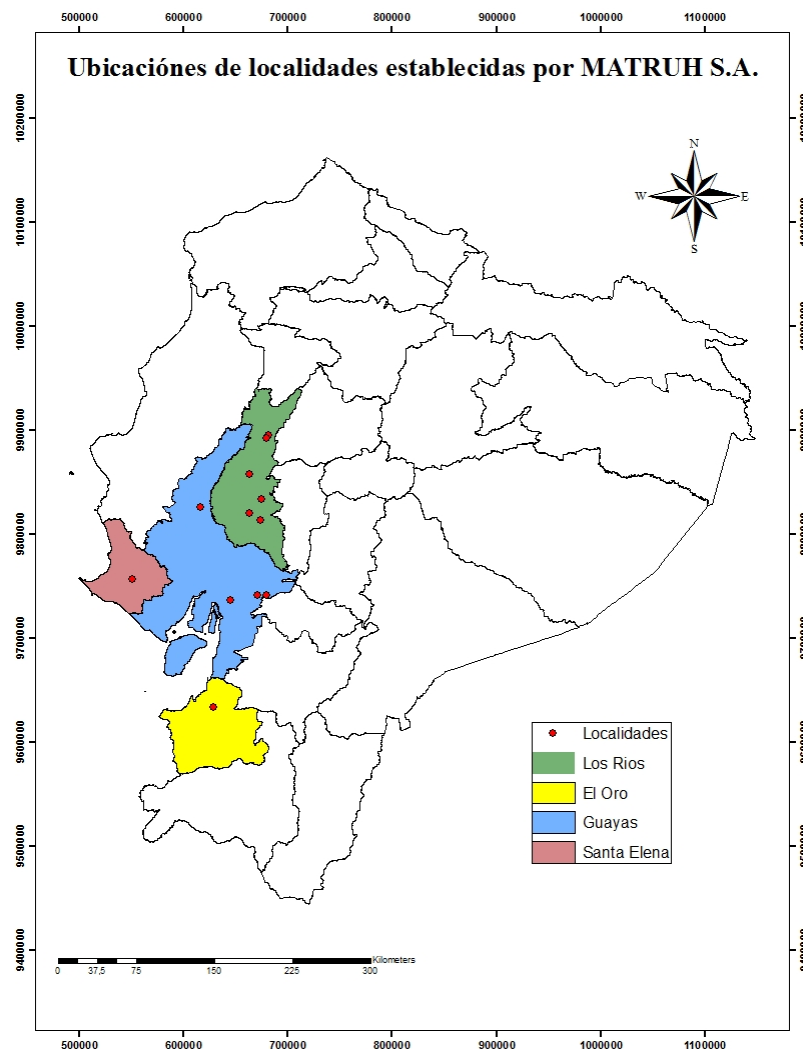 500000 600000 700000 800000 900000 1000000 1100000
Ubicaciónes de localidades establecidas por MATRUH S.A.
10200000 10200000
N
W E
S
10100000
10000000
9900000
9800000
9700000
9600000
Localidades
Los Rios
El Oro
Guayas
Santa Elena
9500000
9400000
Kilometers
0 37,5 75 150 225 300
500000 600000 700000 800000 900000 1000000 1100000